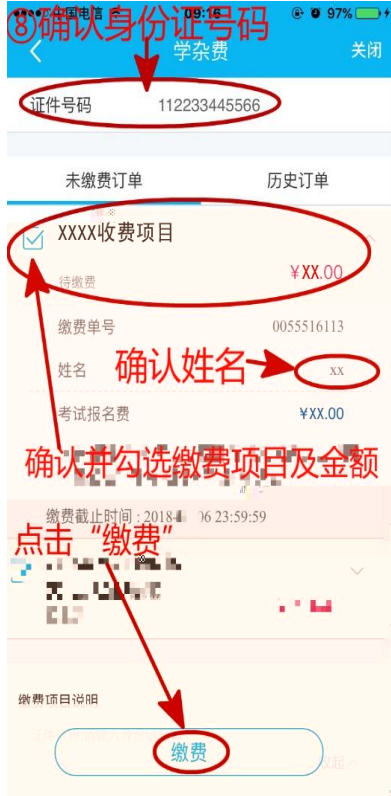 ⑧确认身份证号码
中国电信
09:16
97%
学杂费
关闭
证件号码 112233445566
未缴费订单 历史订单
XXXX收费项目
待缴费 ¥XX.00
缴费单号 0055516113
姓名 确认姓名 xx
考试报名费 ¥XX.00
确认并勾选缴费项目及金额
缴费截止时间 : 2018- 06 23:59:59
点击“缴费”
缴费项目说明
缴费
收起